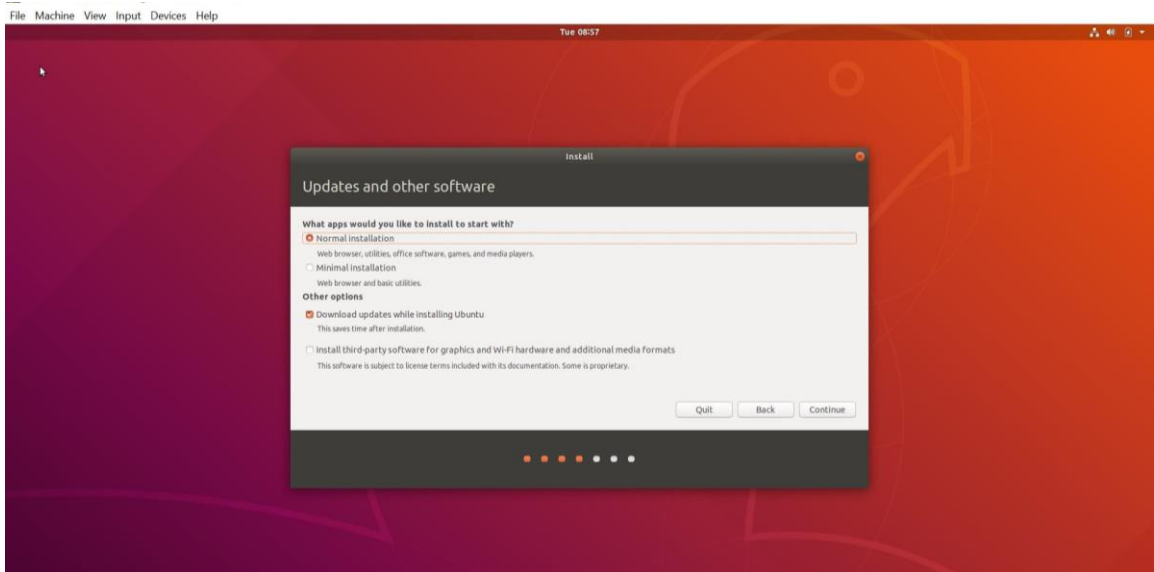 File Machine View Input Devices Help
Tue 08:57
Install
Updates and other software
What apps would you like to install to start with?
Normal installation
Web browser, utilities, office software, games, and media players.
Minimal installation
Web browser and basic utilities.
Other options
Download updates while installing Ubuntu
This saves time after installation.
Install third-party software for graphics and Wi-Fi hardware and additional media formats
This software is subject to license terms included with its documentation. Some is proprietary.
Quit Back Continue